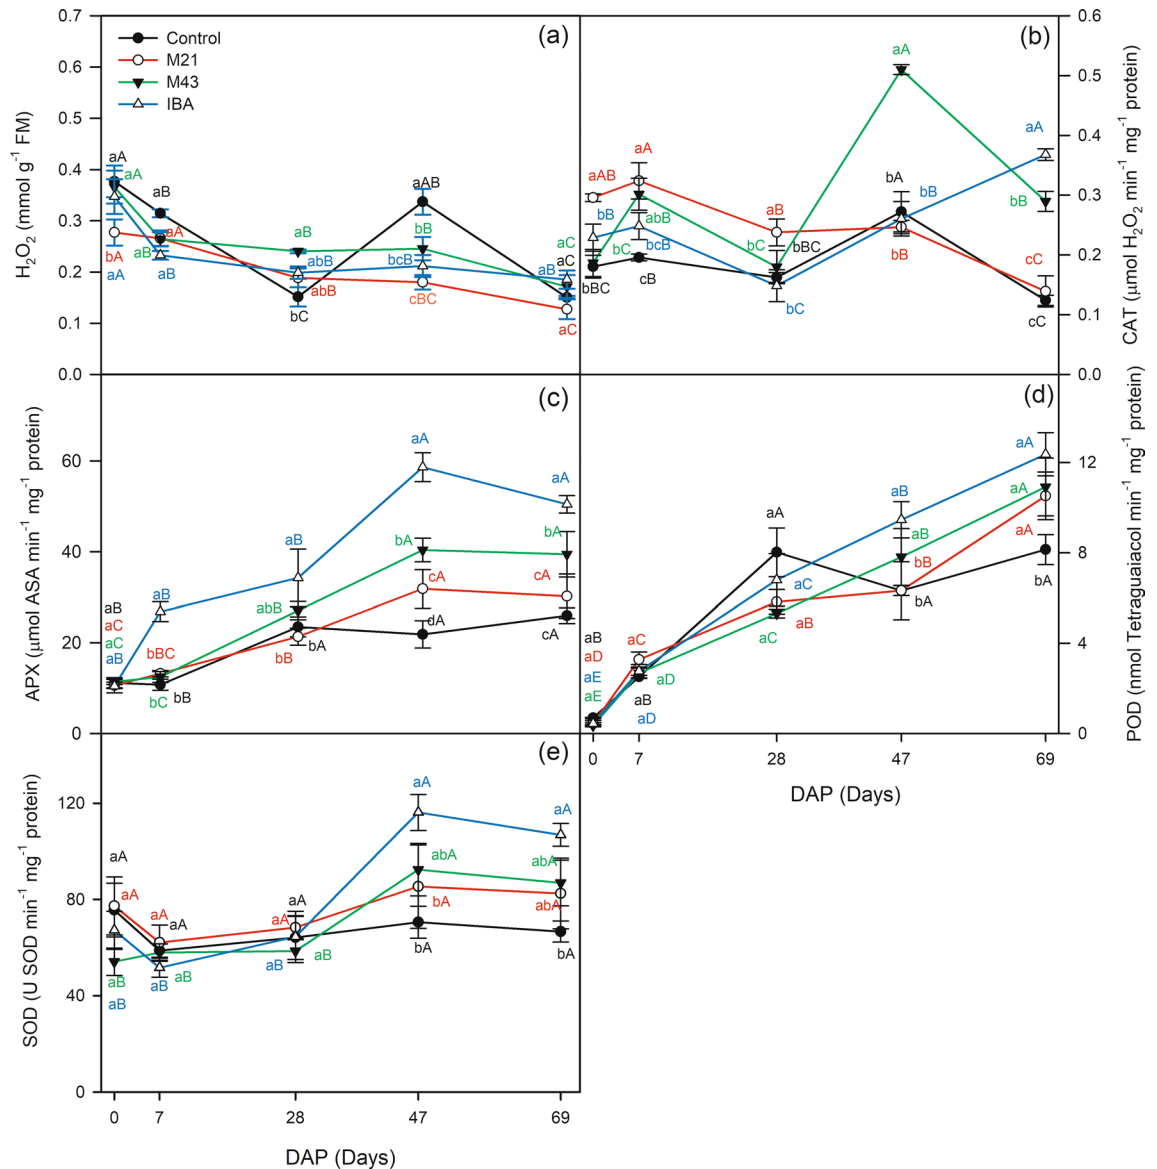 (a)
Control
M21
M43
IBA
0.7
0.6
0.5
0.4
0.3
0.2
0.1
0.0
H₂O₂ (mmol g⁻¹ FM)
aA
aA
aB
aA
aB
bA
aA
aB
aB
abB
abB
bC
aAB
bB
bcB
cBC
aC
aC
aB
aC
(b)
0.6
0.5
0.4
0.3
0.2
0.1
0.0
CAT (μmol H₂O₂ min⁻¹ mg⁻¹ protein)
aAB
bB
bC
bBC
aA
abB
bcB
cB
aB
bC
bBC
bC
aA
bA
bB
bB
aA
bB
cC
cC
(c)
60
40
20
0
APX (μmol ASA min⁻¹ mg⁻¹ protein)
aB
aC
aC
aB
aB
bBC
bC
bB
aB
abB
bB
bA
aA
bA
cA
dA
aA
bA
cA
cA
(d)
12
8
4
0
POD (nmol Tetraguaiacol min⁻¹ mg⁻¹ protein)
aB
aD
aE
aE
aC
aD
aB
aD
aA
aC
aB
aC
aB
aB
bB
bA
aA
aA
aA
bA
0
7
28
47
69
DAP (Days)
(e)
120
80
40
0
SOD (U SOD min⁻¹ mg⁻¹ protein)
aA
aA
aB
aB
aA
aA
aB
aB
aA
aA
aB
aB
aA
abA
bA
bA
aA
abA
abA
bA
0
7
28
47
69
DAP (Days)